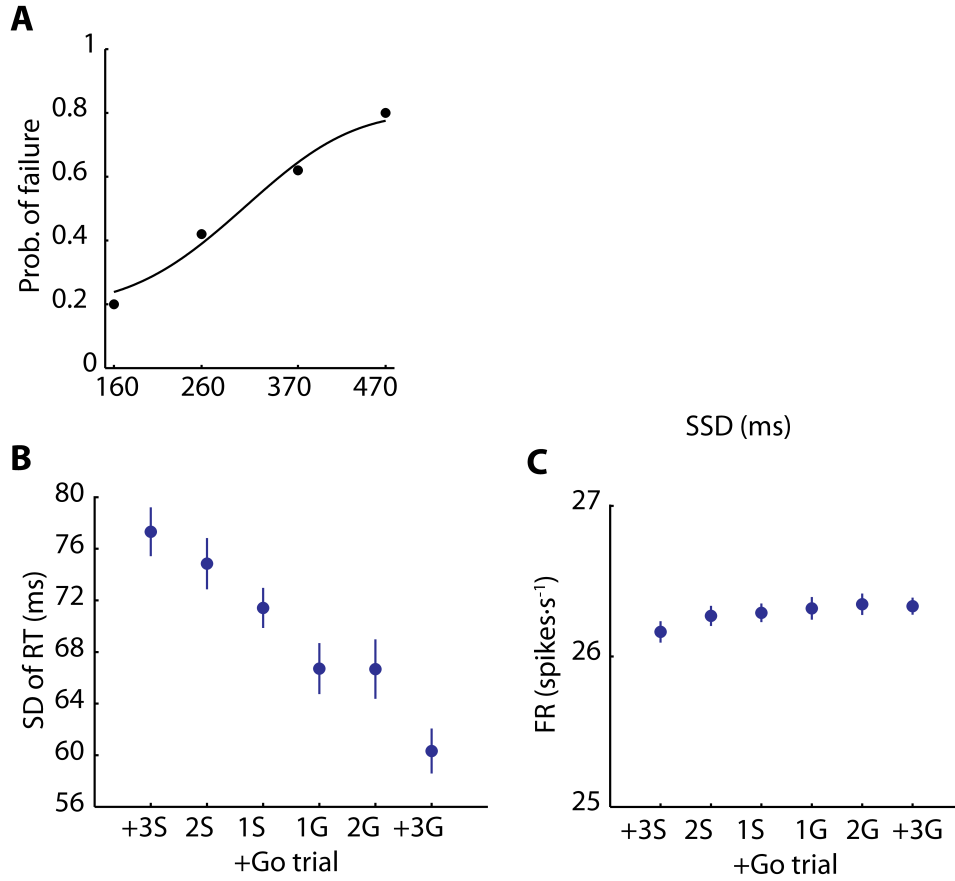 A
Prob. of failure
1
0.8
0.6
0.4
0.2
0
160 260 370 470
SSD (ms)
B
SD of RT (ms)
80
76
72
68
64
60
56
+3S 2S 1S 1G 2G +3G
+Go trial
C
FR (spikes·s⁻¹)
27
26
25
+3S 2S 1S 1G 2G +3G
+Go trial